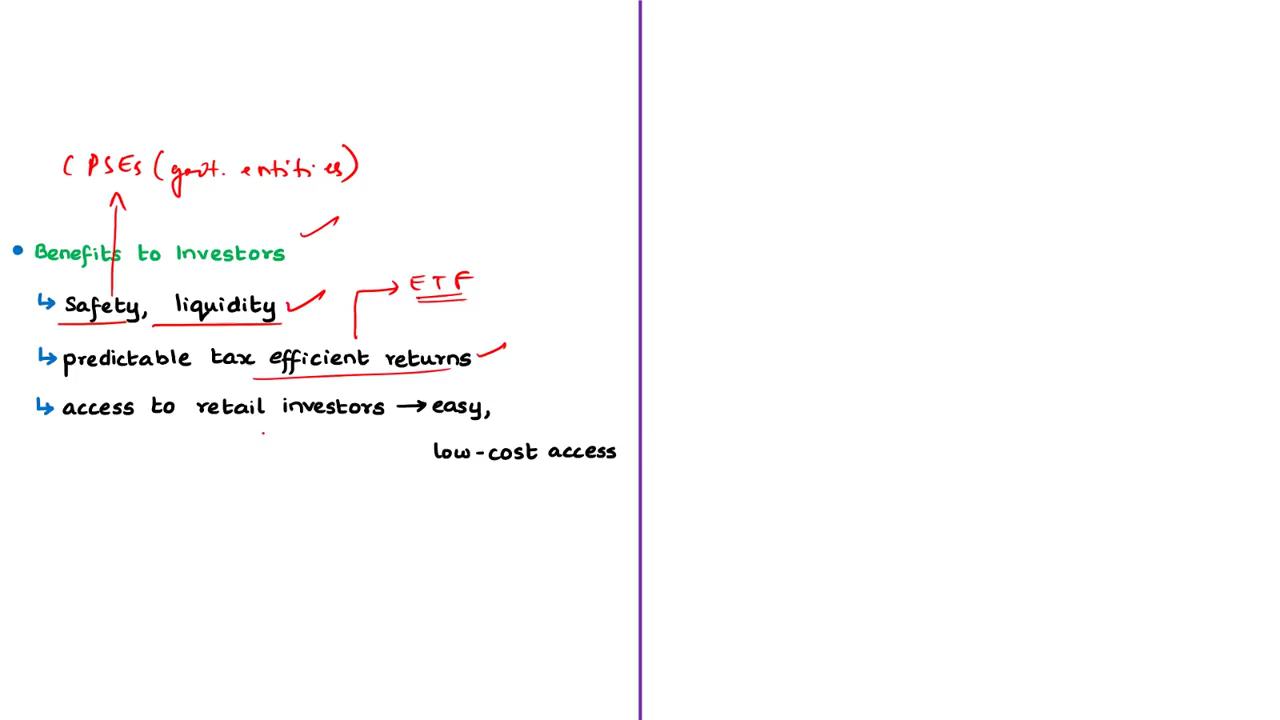 CPSEs (govt. entities)
• Benefits to Investors
↳ Safety, liquidity
ETF
↳ predictable tax efficient returns
↳ access to retail investors → easy,
low-cost access